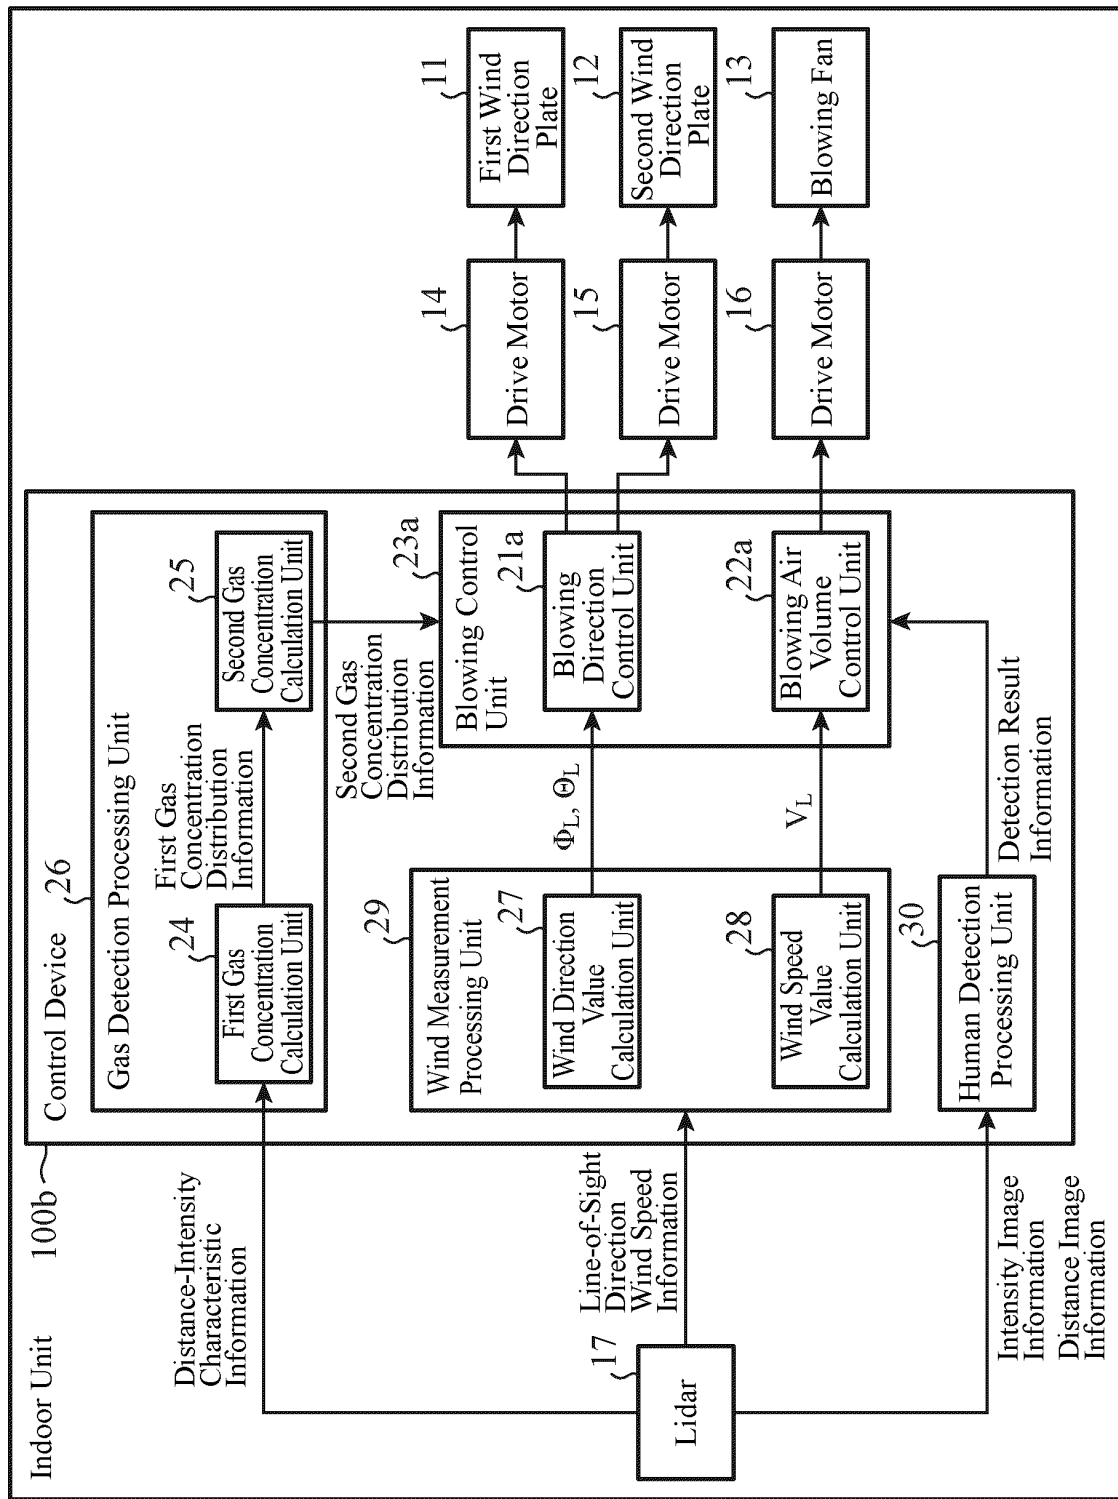 Indoor Unit
100b
Control Device
26
Gas Detection Processing Unit
Distance-Intensity
Characteristic
Information
24
First Gas
Concentration
Calculation Unit
First Gas
Concentration
Distribution
Information
25
Second Gas
Concentration
Calculation Unit
Second Gas
Concentration
Distribution
Information
17
Lidar
Line-of-Sight
Direction
Wind Speed
Information
29
Wind Measurement
Processing Unit
27
Wind Direction
Value
Calculation Unit
28
Wind Speed
Value
Calculation Unit
ΦL, ΘL
VL
23a
Blowing Control
Unit
21a
Blowing
Direction
Control Unit
22a
Blowing Air
Volume
Control Unit
Intensity Image
Information
Distance Image
Information
30
Human Detection
Processing Unit
Detection Result
Information
14
Drive Motor
15
Drive Motor
16
Drive Motor
11
First Wind
Direction
Plate
12
Second Wind
Direction
Plate
13
Blowing Fan